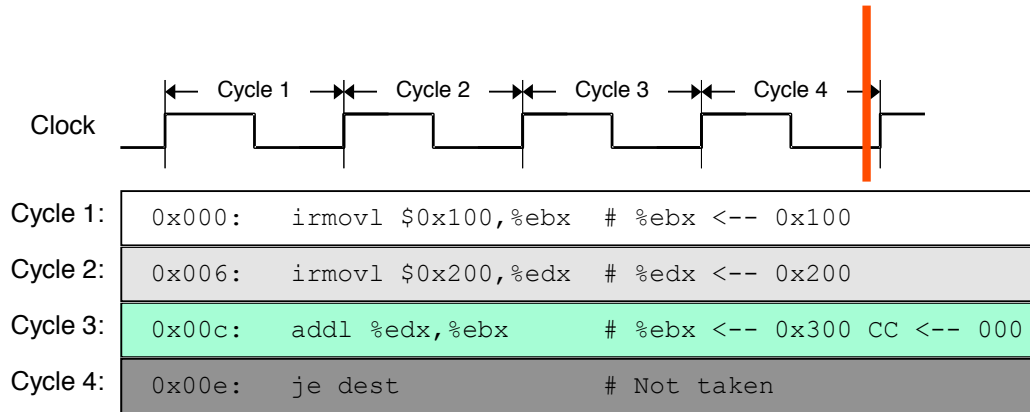 Cycle 1 Cycle 2 Cycle 3 Cycle 4
Clock
Cycle 1: 0x000: irmovl $0x100,%ebx # %ebx <-- 0x100
Cycle 2: 0x006: irmovl $0x200,%edx # %edx <-- 0x200
Cycle 3: 0x00c: addl %edx,%ebx # %ebx <-- 0x300 CC <-- 000
Cycle 4: 0x00e: je dest # Not taken